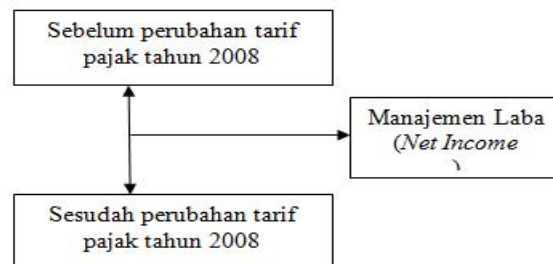 Sebelum perubahan tarif
pajak tahun 2008
Manajemen Laba
(Net Income
)
Sesudah perubahan tarif
pajak tahun 2008